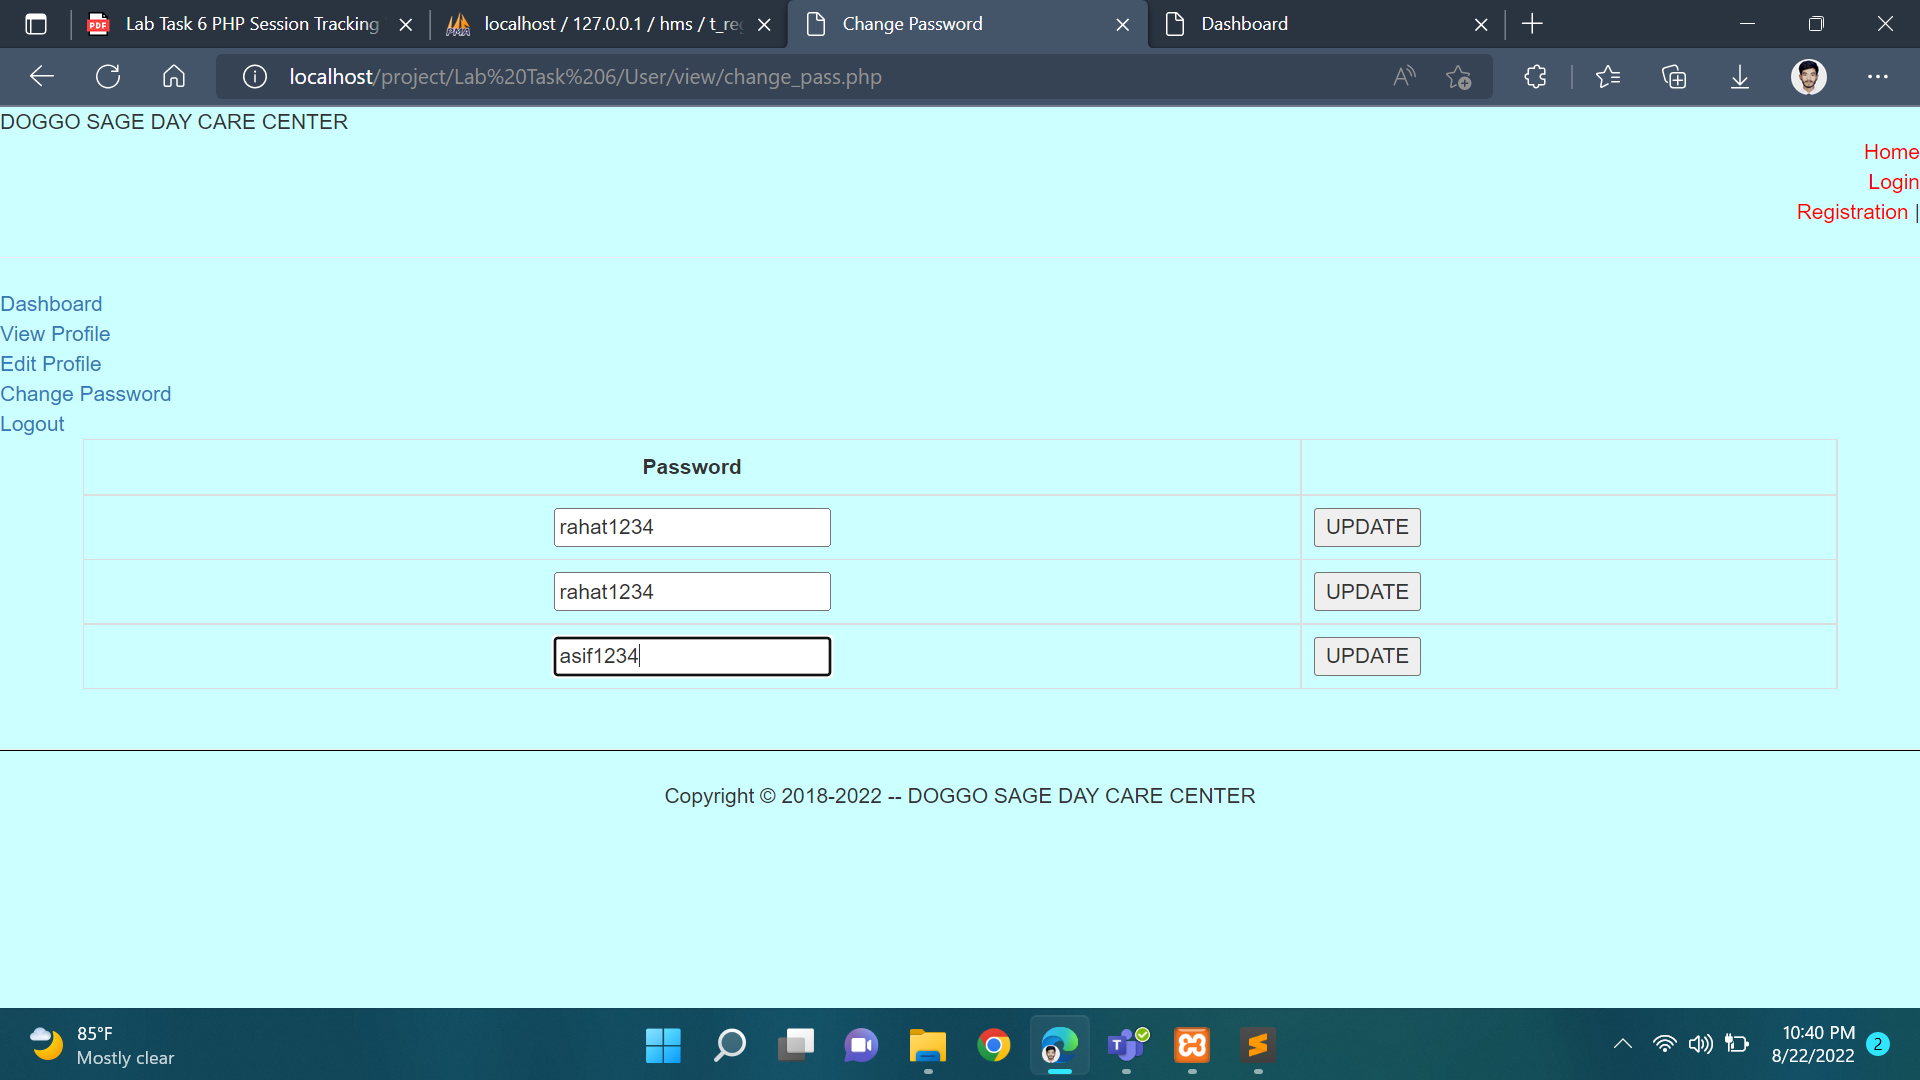 Lab Task 6 PHP Session Tracking
localhost / 127.0.0.1 / hms / t_reg
Change Password
Dashboard
localhost/project/Lab%20Task%206/User/view/change_pass.php
DOGGO SAGE DAY CARE CENTER
Home
Login
Registration |
Dashboard
View Profile
Edit Profile
Change Password
Logout
Password
rahat1234 UPDATE
rahat1234 UPDATE
asif1234 UPDATE
Copyright © 2018-2022 -- DOGGO SAGE DAY CARE CENTER
85°F
Mostly clear
10:40 PM
8/22/2022
2